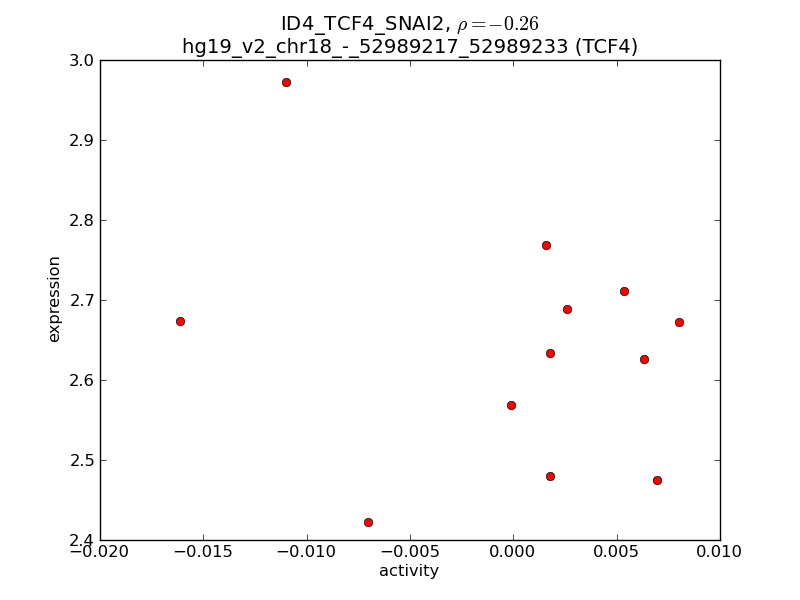 ID4_TCF4_SNAI2, ρ = −0.26
hg19_v2_chr18_-_52989217_52989233 (TCF4)
3.0
2.9
2.8
2.7
2.6
2.5
2.4
expression
−0.020 −0.015 −0.010 −0.005 0.000 0.005 0.010
activity